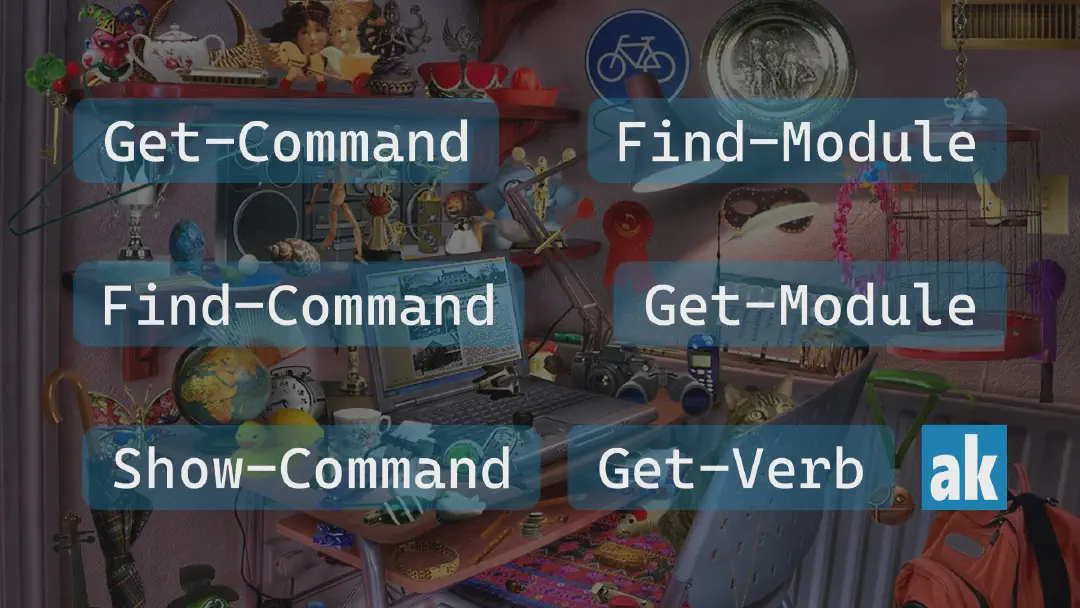 Get-Command
Find-Module
Find-Command
Get-Module
Show-Command
Get-Verb
ak